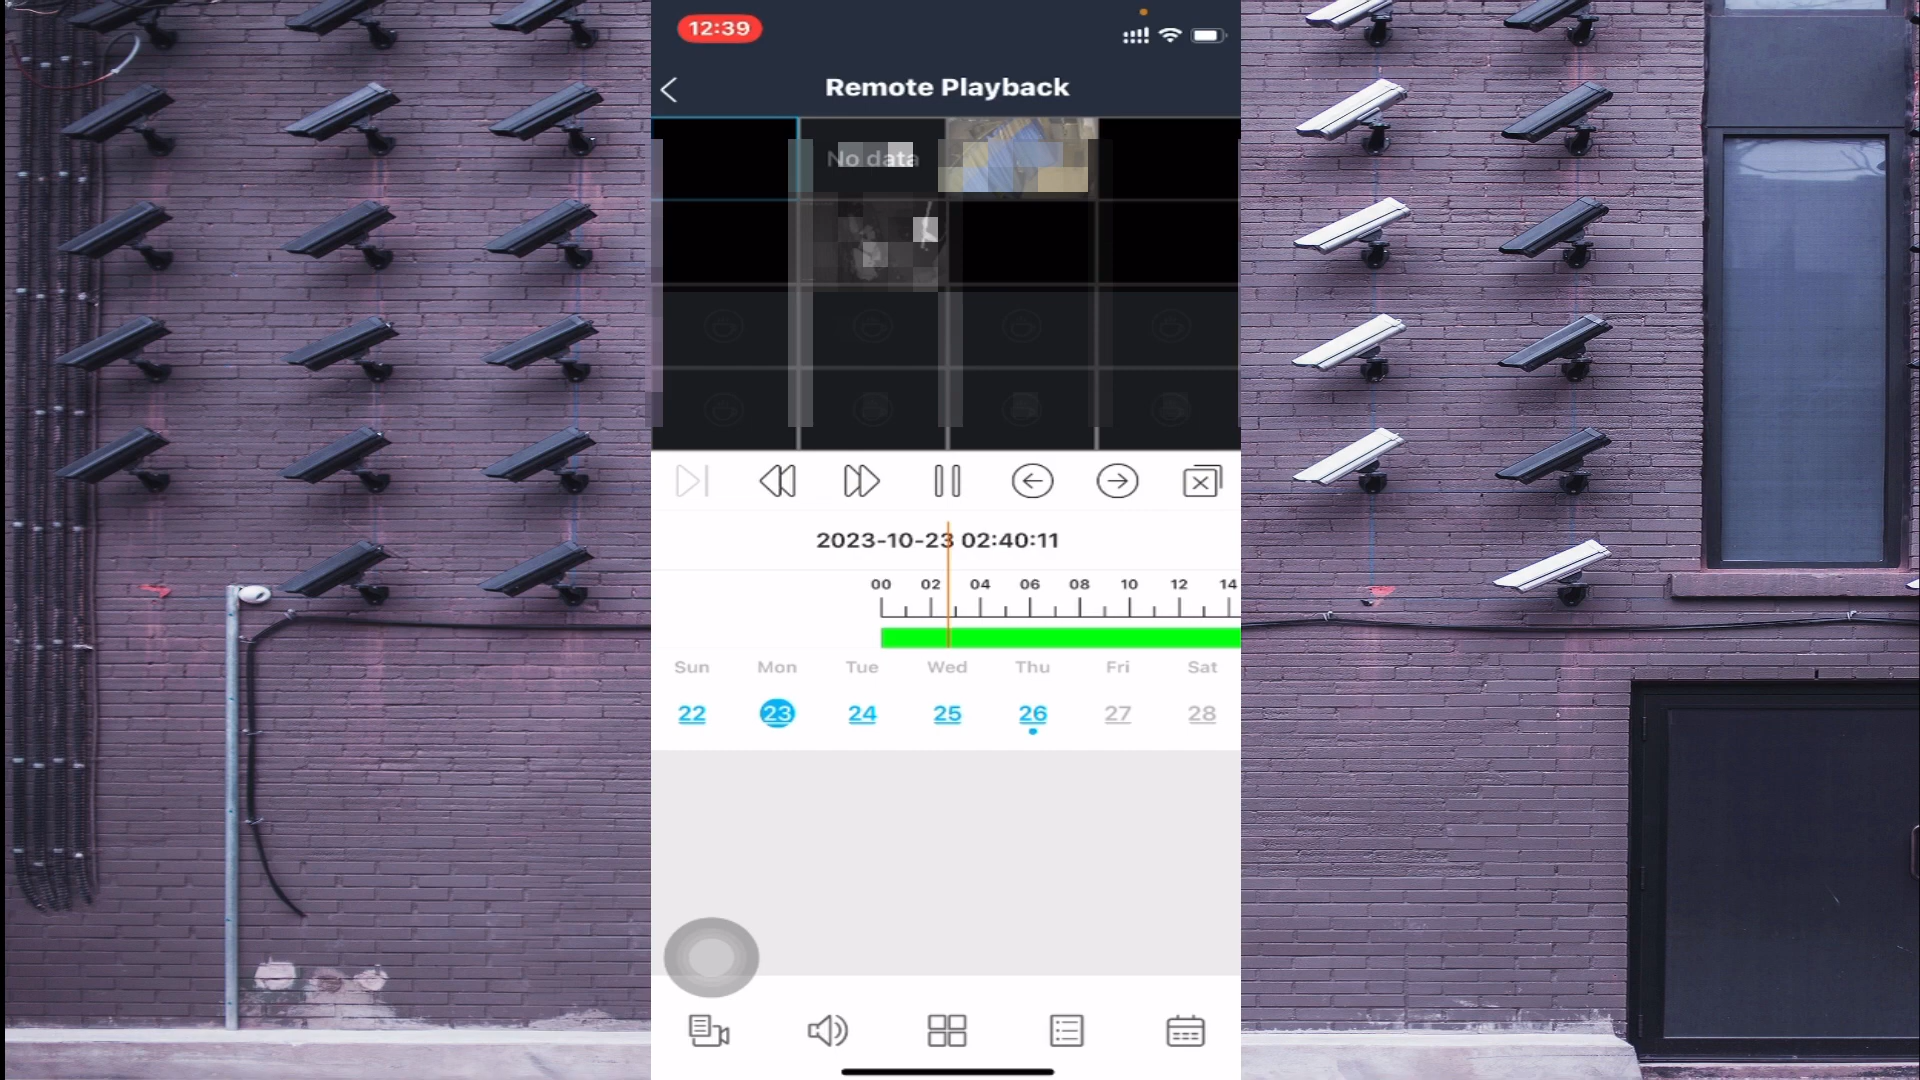 12:39
Remote Playback
No data
2023-10-23 02:40:11
00 02 04 06 08 10 12 14
Sun Mon Tue Wed Thu Fri Sat
22 23 24 25 26 27 28